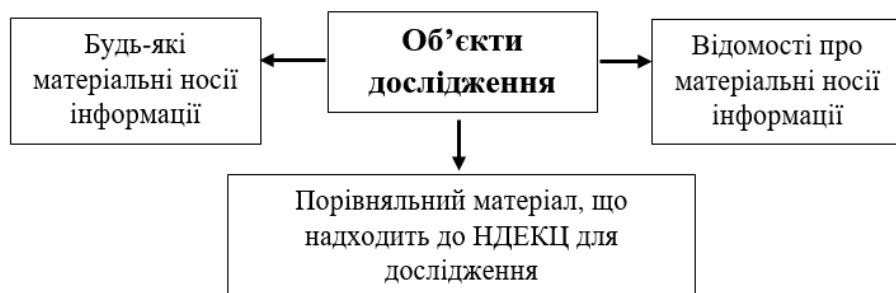 Об’єкти
дослідження
Будь-які
матеріальні носії
інформації
Відомості про
матеріальні носії
інформації
Порівняльний матеріал, що
надходить до НДЕКЦ для
дослідження